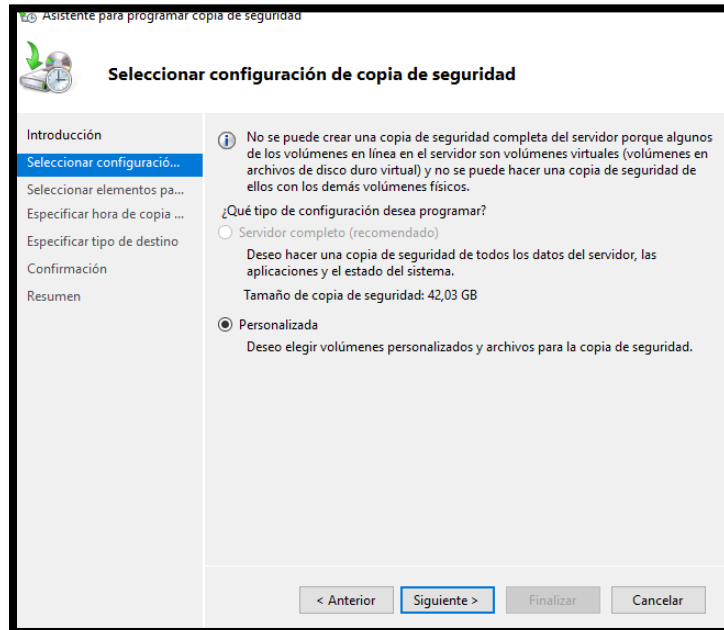 Asistente para programar copia de seguridad
Seleccionar configuración de copia de seguridad
Introducción
Seleccionar configuració...
Seleccionar elementos pa...
Especificar hora de copia ...
Especificar tipo de destino
Confirmación
Resumen
No se puede crear una copia de seguridad completa del servidor porque algunos
de los volúmenes en línea en el servidor son volúmenes virtuales (volúmenes en
archivos de disco duro virtual) y no se puede hacer una copia de seguridad de
ellos con los demás volúmenes físicos.
¿Qué tipo de configuración desea programar?
Servidor completo (recomendado)
Deseo hacer una copia de seguridad de todos los datos del servidor, las
aplicaciones y el estado del sistema.
Tamaño de copia de seguridad: 42,03 GB
Personalizada
Deseo elegir volúmenes personalizados y archivos para la copia de seguridad.
< Anterior Siguiente > Finalizar Cancelar